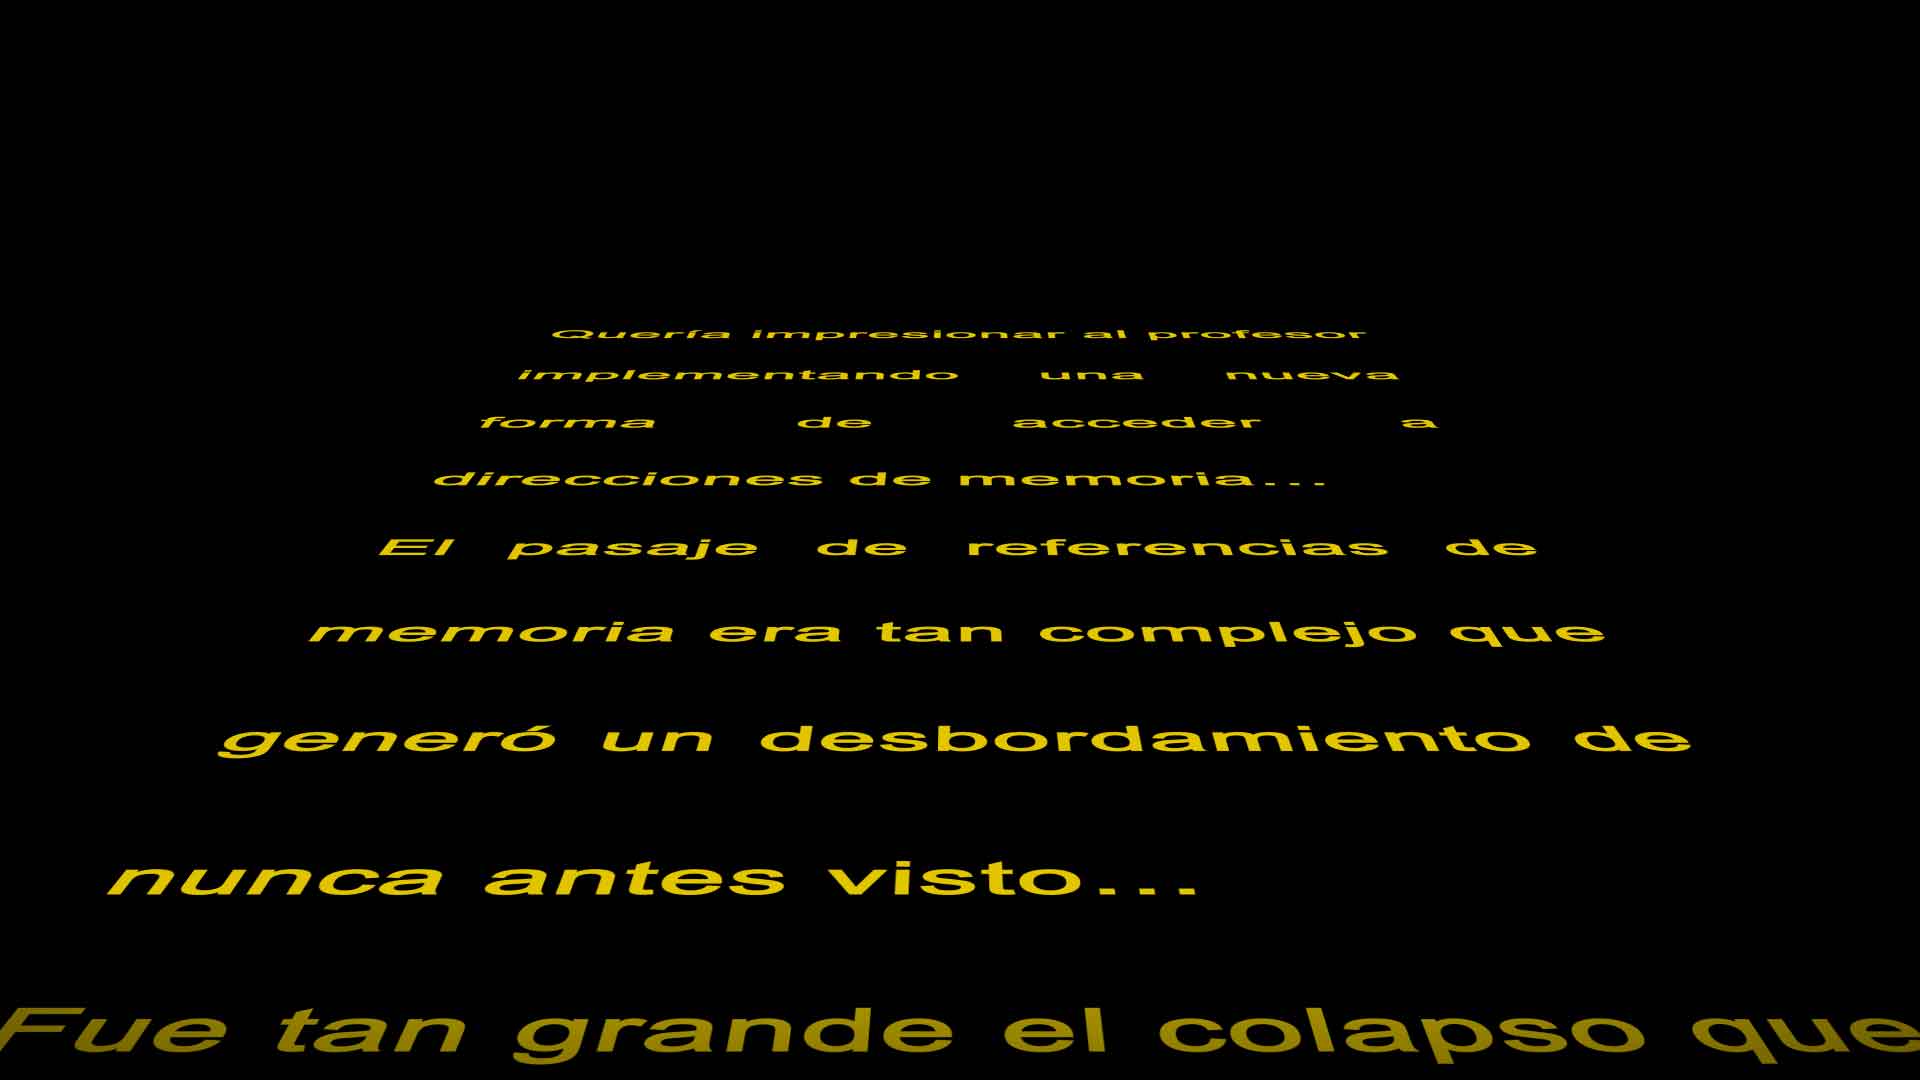 Quería impresionar al profesor
implementando una nueva
forma de acceder a
direcciones de memoria...
El pasaje de referencias de
memoria era tan complejo que
generó un desbordamiento de
nunca antes visto...
Fue tan grande el colapso que